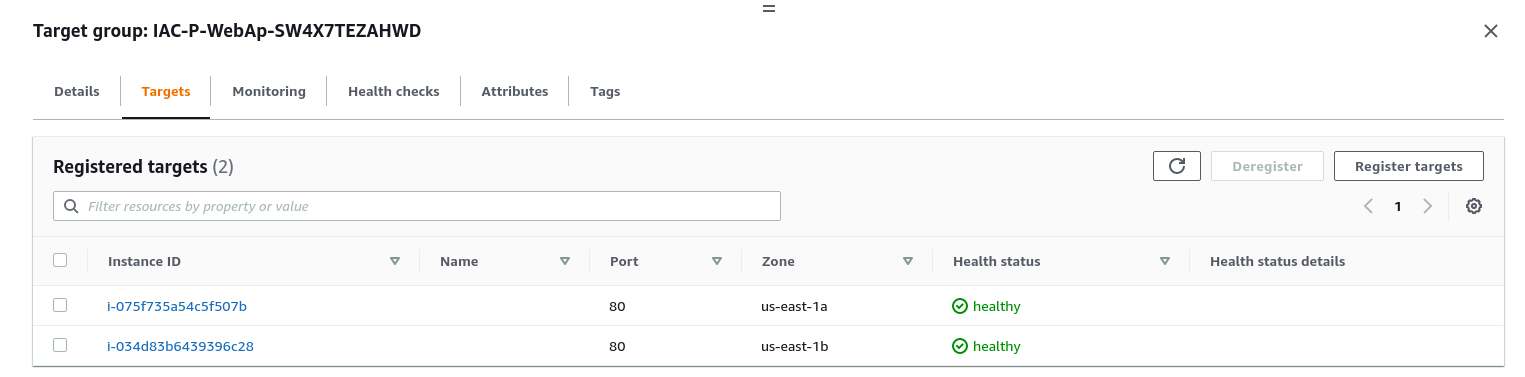 Target group: IAC-P-WebAp-SW4X7TEZAHWD
Details Targets Monitoring Health checks Attributes Tags
Registered targets (2)
Deregister Register targets
Filter resources by property or value
1
Instance ID Name Port Zone Health status Health status details
i-075f735a54c5f507b 80 us-east-1a healthy
i-034d83b6439396c28 80 us-east-1b healthy